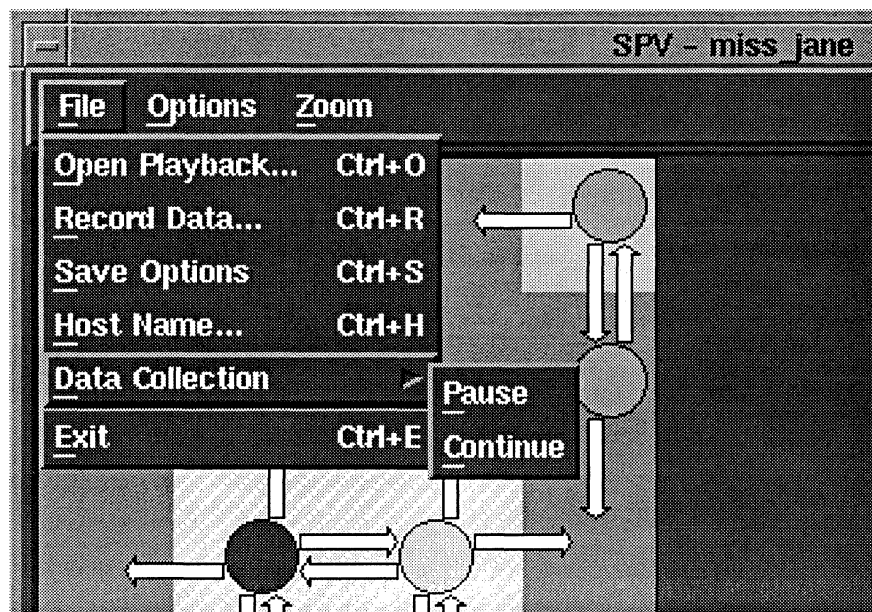 SPV - miss_jane
File Options Zoom
Open Playback... Ctrl+O
Record Data... Ctrl+R
Save Options Ctrl+S
Host Name... Ctrl+H
Data Collection
Pause
Exit Ctrl+E
Continue